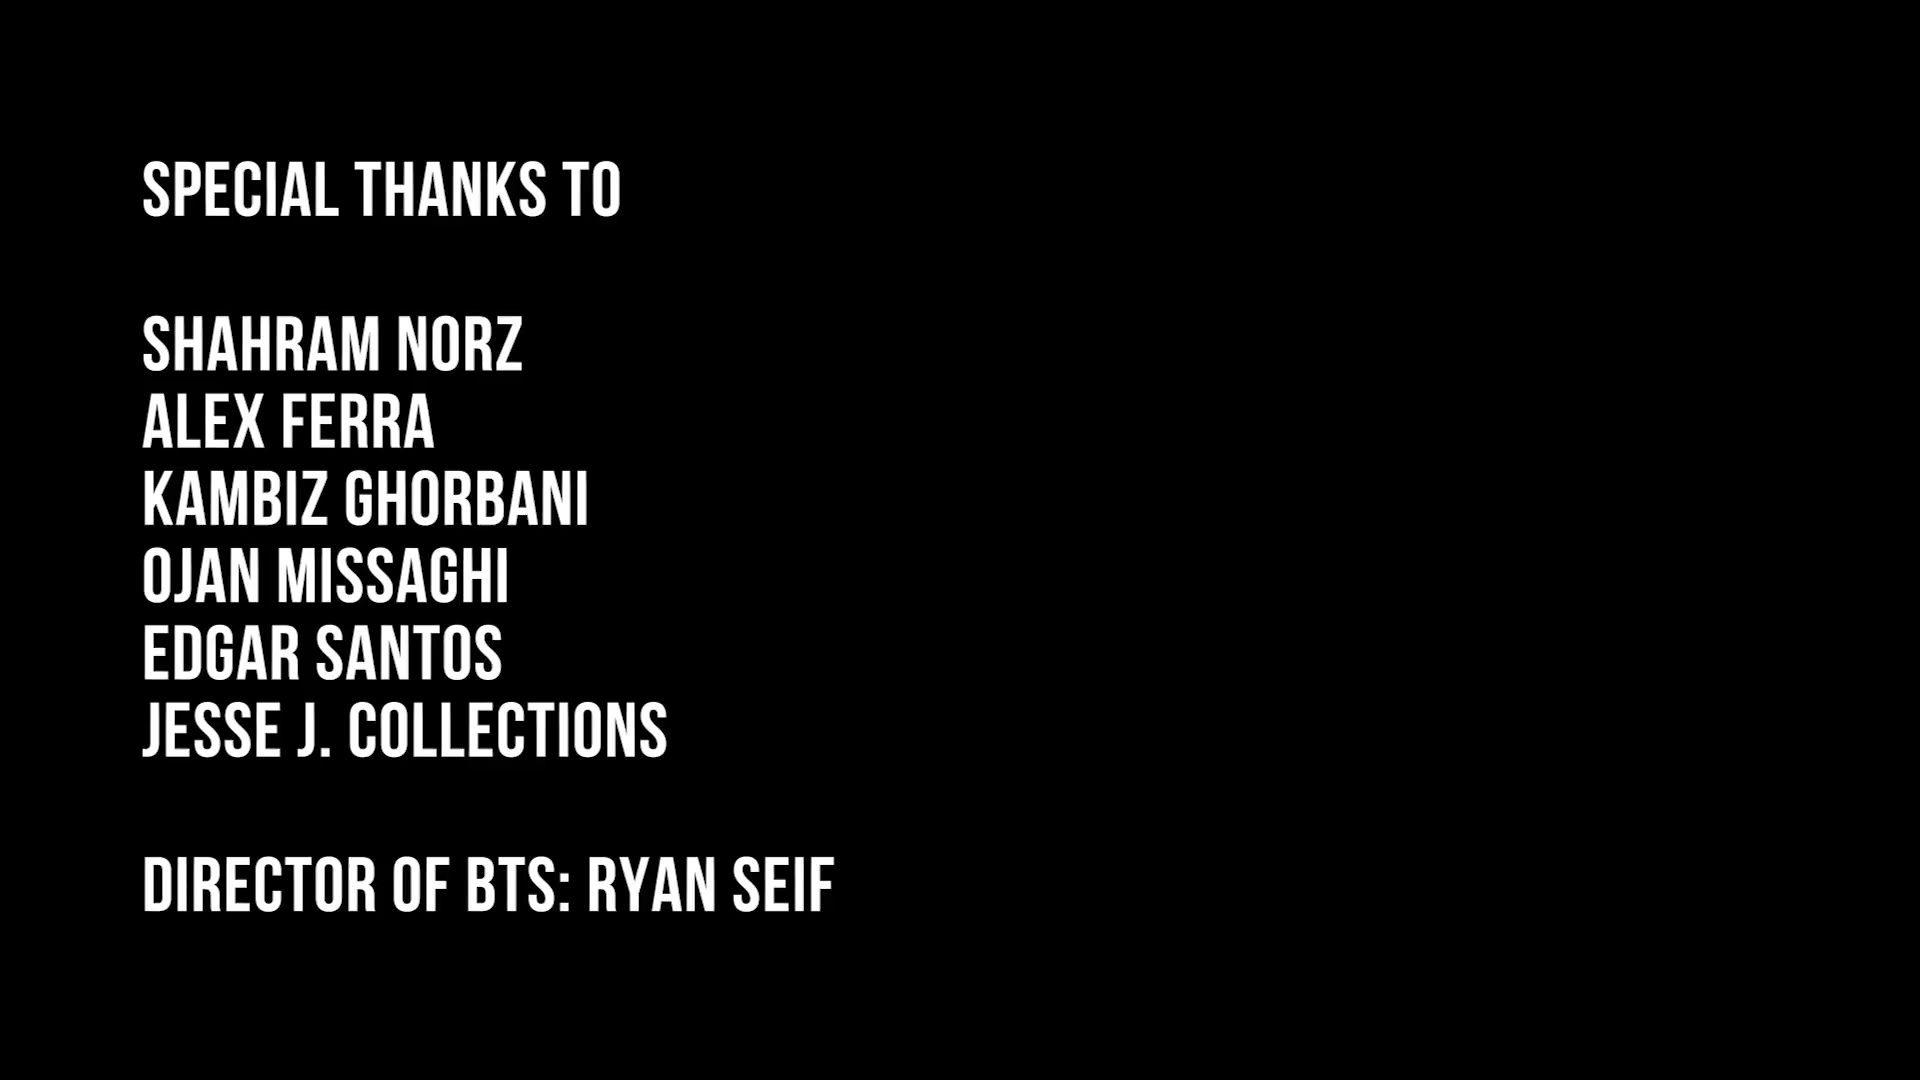 SPECIAL THANKS TO
SHAHRAM NORZ
ALEX FERRA
KAMBIZ GHORBANI
OJAN MISSAGHI
EDGAR SANTOS
JESSE J. COLLECTIONS
DIRECTOR OF BTS: RYAN SEIF